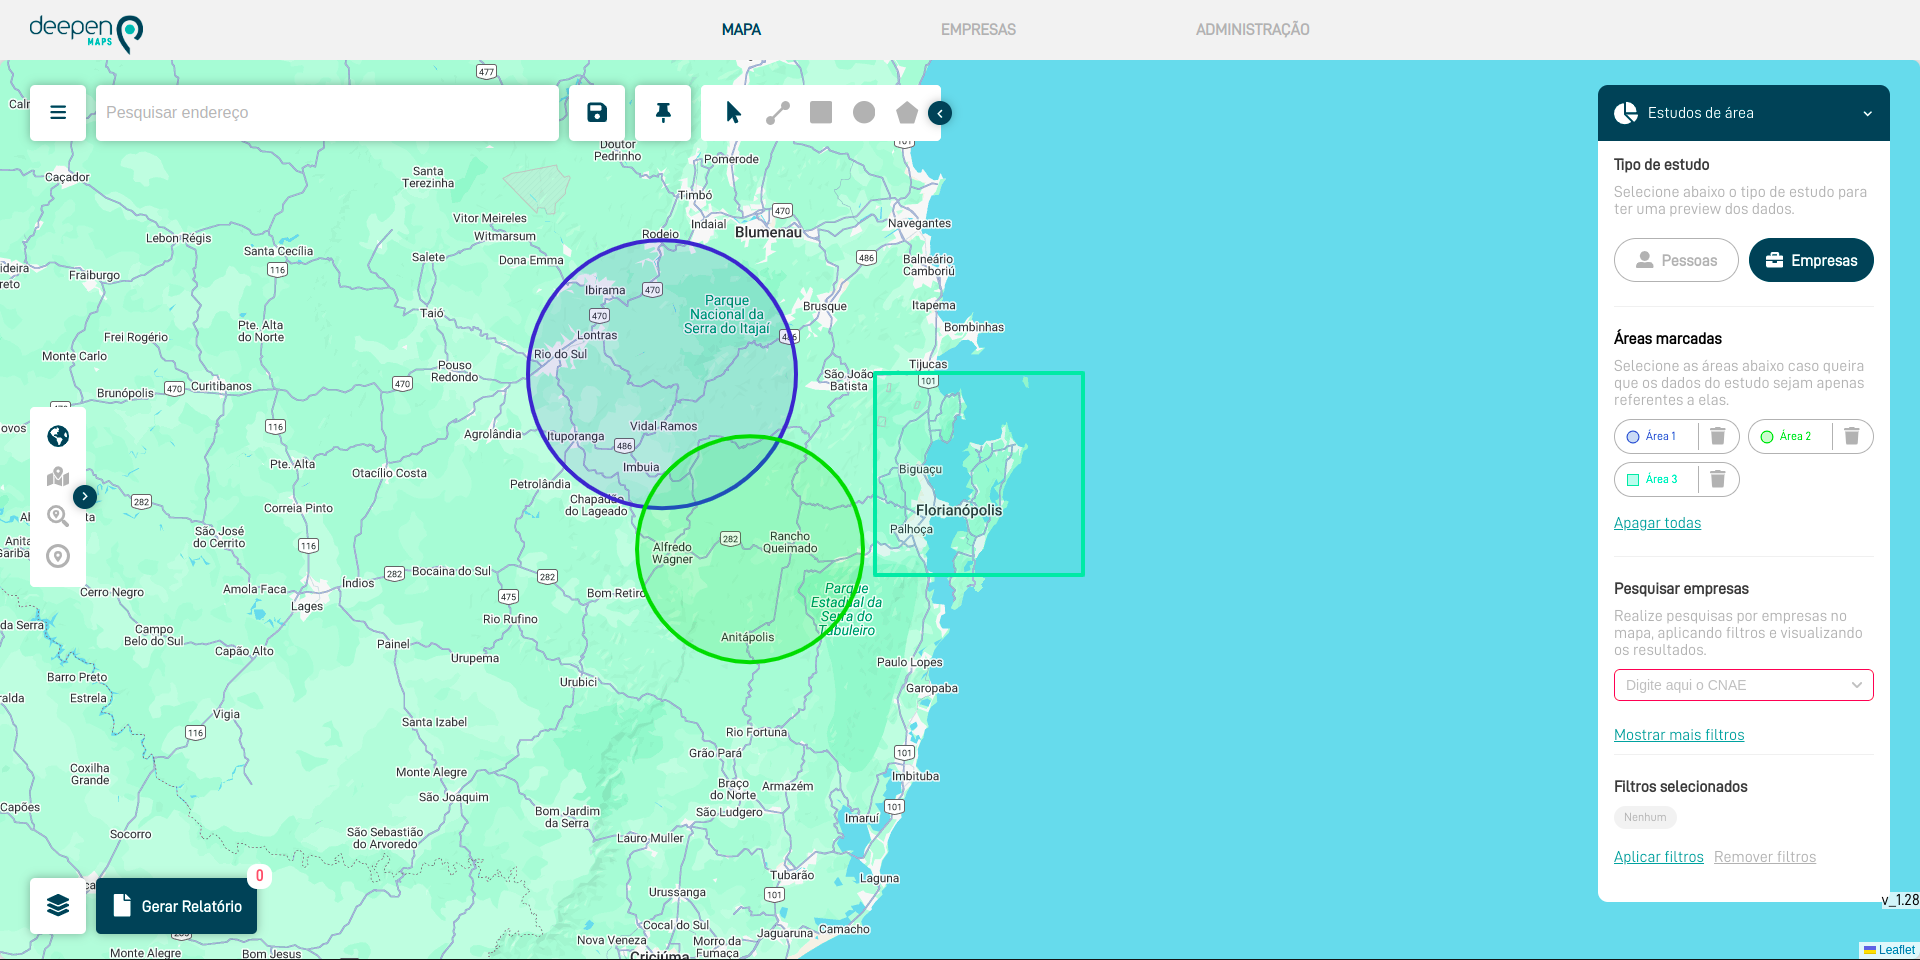 deepen
MAPS
MAPA
EMPRESAS
ADMINISTRAÇÃO
Pesquisar endereço
Estudos de área
Tipo de estudo
Selecione abaixo o tipo de estudo para
ter uma preview dos dados.
Pessoas
Empresas
Áreas marcadas
Selecione as áreas abaixo caso queira
que os dados do estudo sejam apenas
referentes a elas.
Área 1
Área 2
Área 3
Apagar todas
Pesquisar empresas
Realize pesquisas por empresas no
mapa, aplicando filtros e visualizando
os resultados.
Digite aqui o CNAE
Mostrar mais filtros
Filtros selecionados
Nenhum
Aplicar filtros
Remover filtros
v_1.28
Leaflet
0
Gerar Relatório
477
Doutor
Pedrinho
Pomerode
101
Caçador
Santa
Terezinha
Timbó
470
Vitor Meireles
Witmarsum
Indaial
Blumenau
Navegantes
Lebon Régis
Rodeio
Santa Cecília
116
Salete
Dona Emma
486
Balneário
Camboriú
Fraiburgo
Ibirama
470
Parque
Nacional da
Serra do Itajaí
Brusque
Itapema
Taió
470
Bombinhas
Pte. Alta
do Norte
Frei Rogério
Lontras
486
Monte Carlo
Rio do Sul
Pouso
Redondo
Tijucas
São João
Batista
101
Brunópolis
470
Curitibanos
470
116
Agrolândia
Ituporanga
Vidal Ramos
486
Pte. Alta
Otacílio Costa
Imbuia
Biguaçu
Petrolândia
Chapadão
do Lageado
282
Correia Pinto
Florianópolis
Palhoça
São José
do Cerrito
116
282
Alfredo
Wagner
Rancho
Queimado
Cerro Negro
Amola Faca
Índios
282
Bocaina do Sul
282
Bom Retiro
Lages
475
Rio Rufino
Parque
Estadual da
Serra do
Tabuleiro
da Serra
Campo
Belo do Sul
Capão Alto
Painel
Urupema
Anitápolis
Paulo Lopes
Barro Preto
Estrela
Urubici
Garopaba
Vigia
116
Santa Izabel
Rio Fortuna
Grão Pará
101
Coxilha
Grande
Monte Alegre
Imbituba
Braço
do Norte
Armazém
São Joaquim
São Ludgero
101
Capões
Socorro
São Sebastião
do Arvoredo
Bom Jardim
da Serra
Lauro Muller
Imaruí
Tubarão
Laguna
Urussanga
101
Cocal do Sul
Nova Veneza
Morro da
Fumaça
Jaguaruna
Camacho
Monte Alegre
Bom Jesus
Criciúma